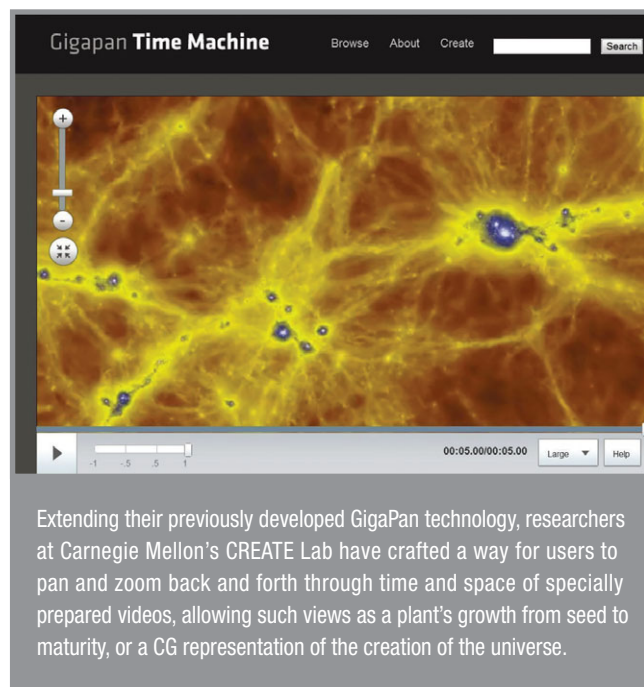 Gigapan Time Machine
Browse About Create Search
+
-
-1 -.5 .5 1
00:05.00/00:05.00 Large Help
Extending their previously developed GigaPan technology, researchers
at Carnegie Mellon’s CREATE Lab have crafted a way for users to
pan and zoom back and forth through time and space of specially
prepared videos, allowing such views as a plant’s growth from seed to
maturity, or a CG representation of the creation of the universe.